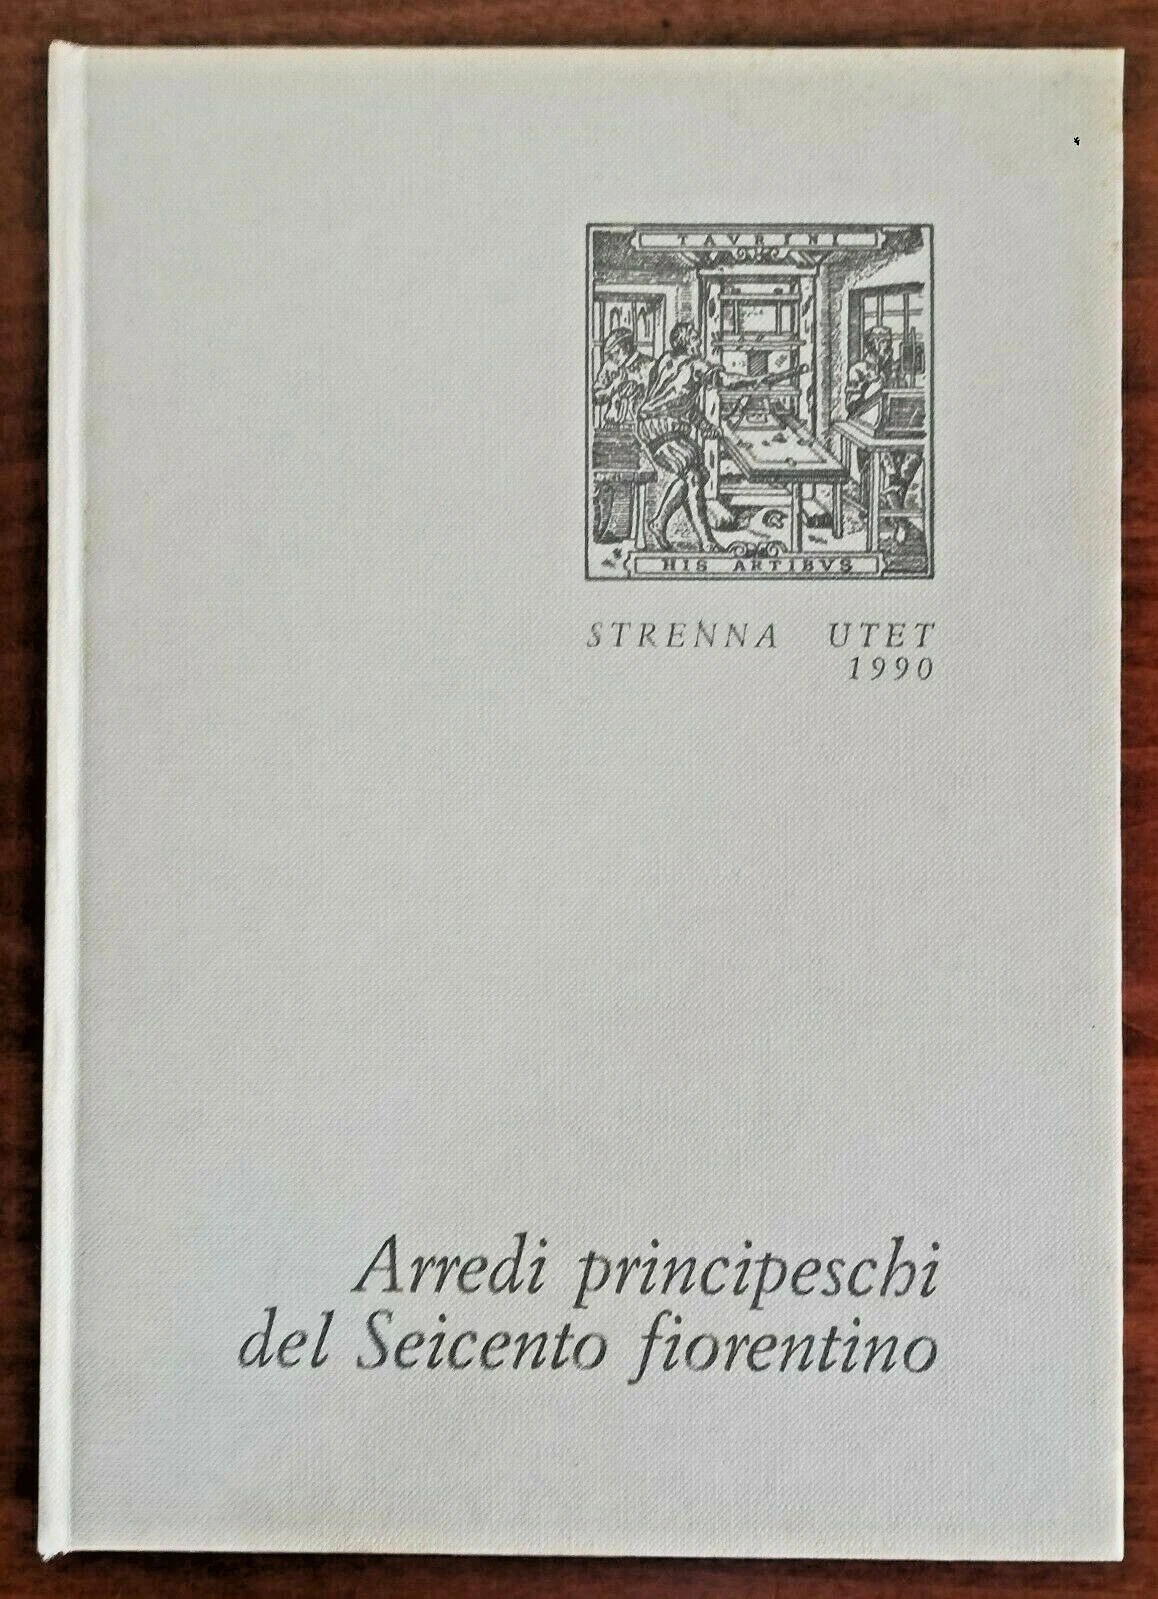 TAVRINI
HIS ARTIBVS
STRENNA UTET
1990
Arredi principeschi
del Seicento fiorentino